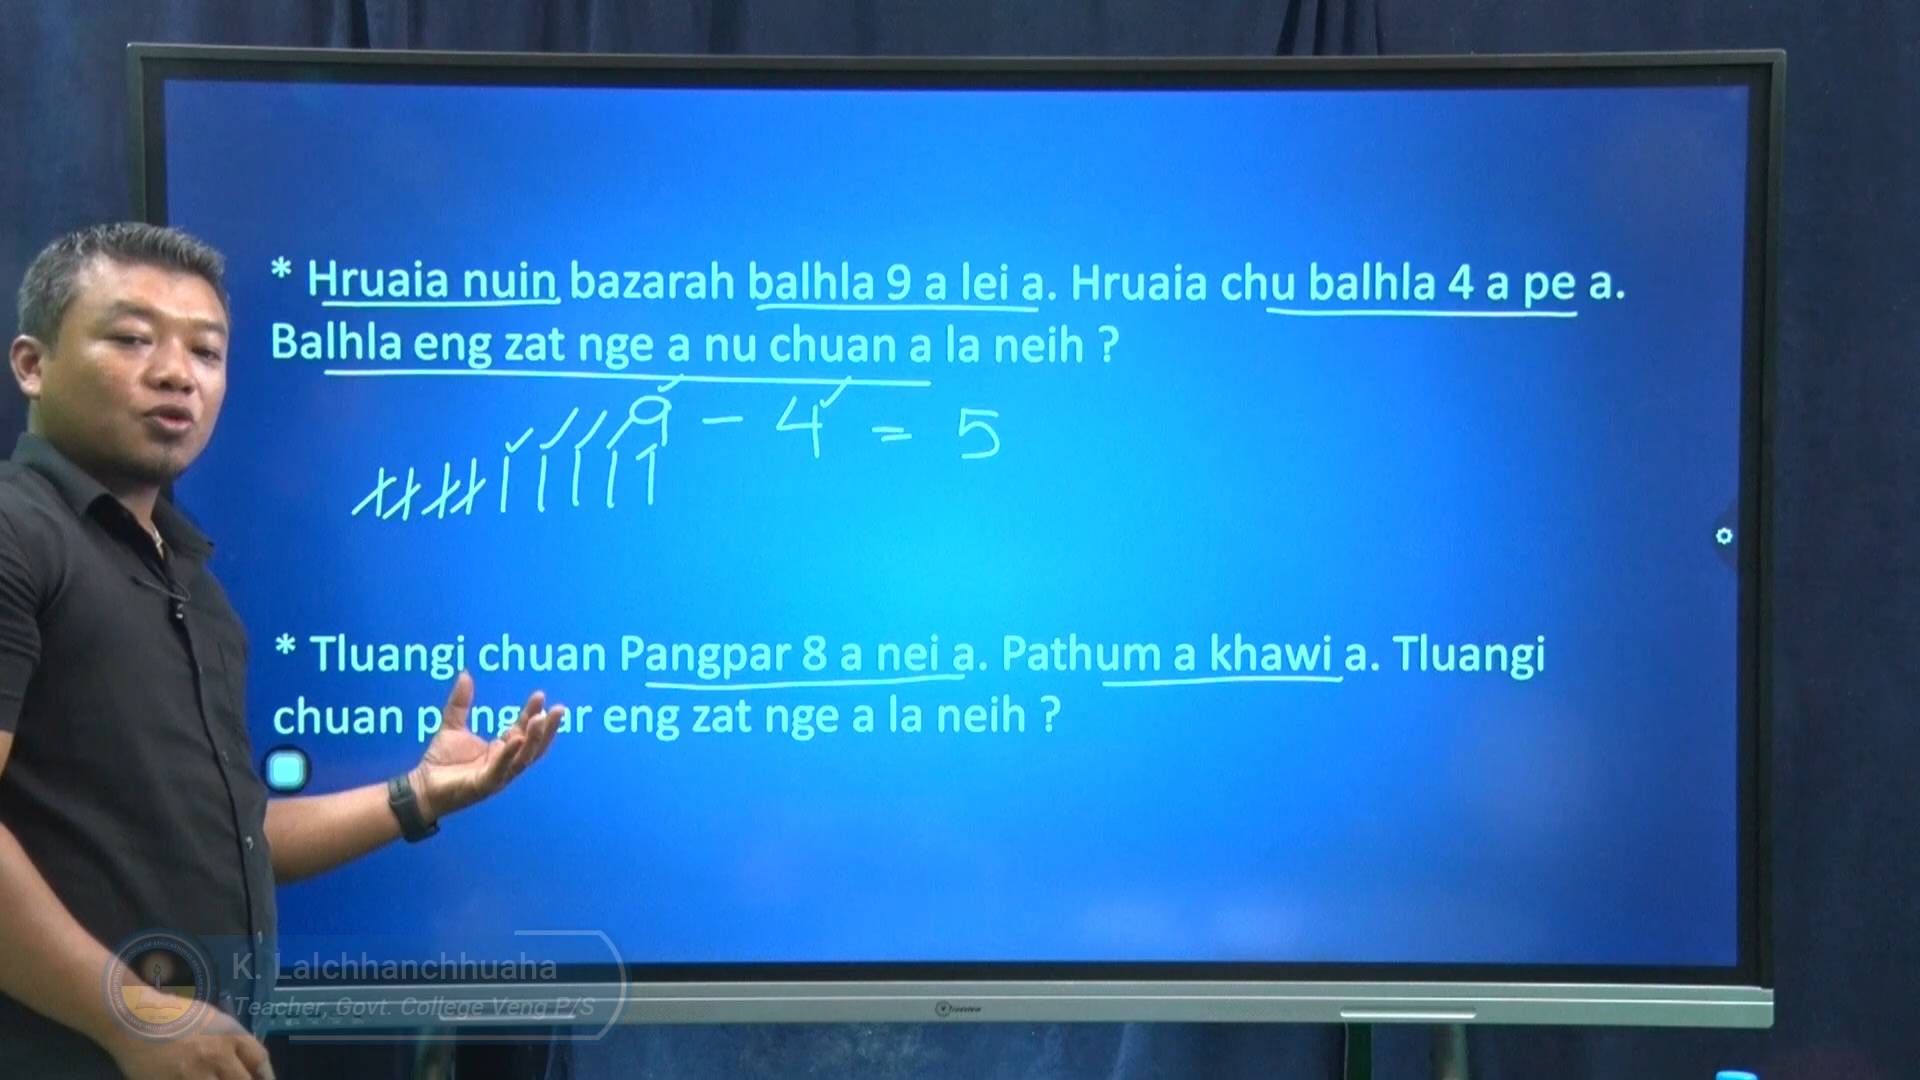 * Hruaia nuin bazarah balhla 9 a lei a. Hruaia chu balhla 4 a pe a.
Balhla eng zat nge a nu chuan a la neih ?
9 - 4 = 5
* Tluangi chuan Pangpar 8 a nei a. Pathum a khawi a. Tluangi
chuan pangpar eng zat nge a la neih ?
K. Lalchhanchhuaha
Teacher, Govt. College Veng P/S